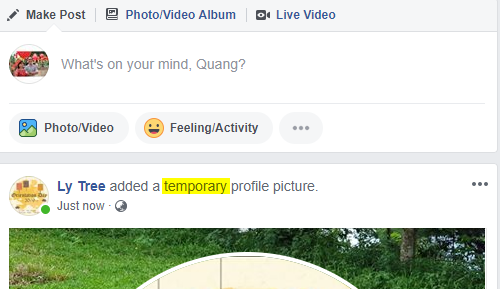 Make Post Photo/Video Album Live Video
What's on your mind, Quang?
Photo/Video Feeling/Activity
Ly Tree added a temporary profile picture.
Just now ·